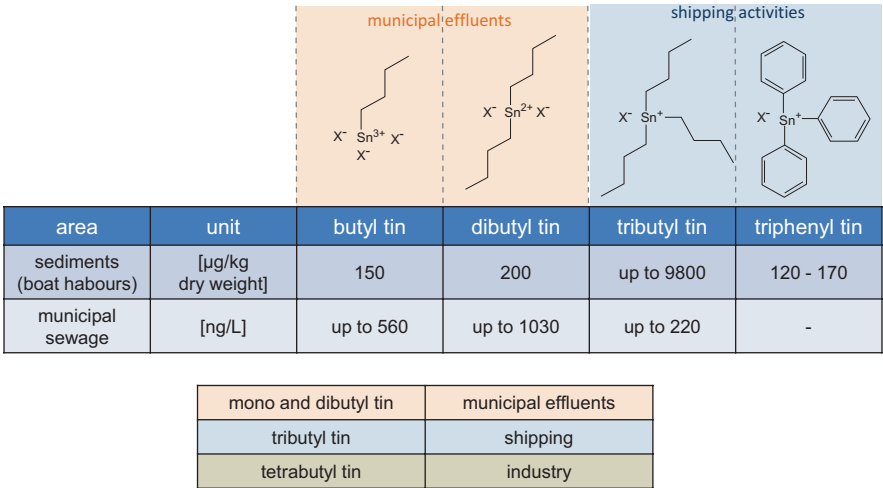 municipal effluents
shipping activities
X⁻
Sn³⁺
X⁻
X⁻
X⁻
Sn²⁺
X⁻
X⁻
Sn⁺
X⁻
Sn⁺
area unit butyl tin dibutyl tin tributyl tin triphenyl tin
sediments
(boat habours)
[µg/kg
dry weight]
150 200 up to 9800 120 - 170
municipal
sewage
[ng/L] up to 560 up to 1030 up to 220 -
mono and dibutyl tin municipal effluents
tributyl tin shipping
tetrabutyl tin industry